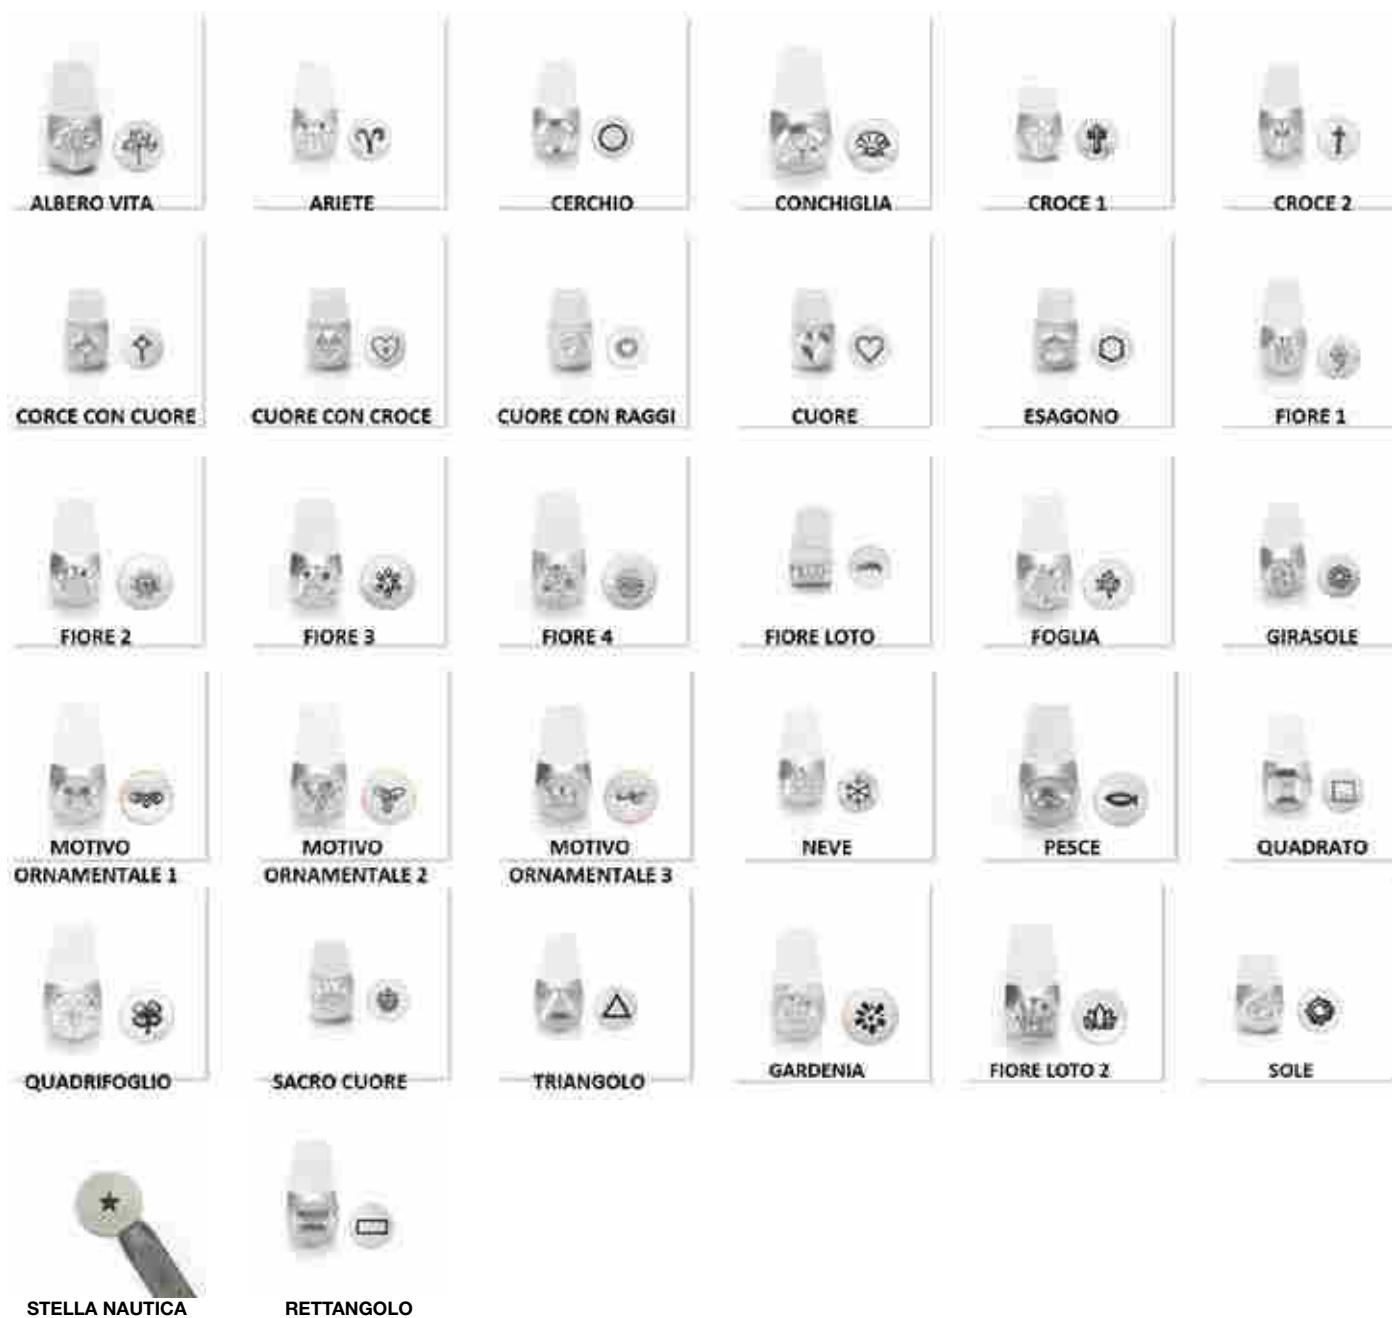 ALBERO VITA
ARIETE
CERCHIO
CONCHIGLIA
CROCE 1
CROCE 2
CORCE CON CUORE
CUORE CON CROCE
CUORE CON RAGGI
CUORE
ESAGONO
FIORE 1
FIORE 2
FIORE 3
FIORE 4
FIORE LOTO
FOGLIA
GIRASOLE
MOTIVO
ORNAMENTALE 1
MOTIVO
ORNAMENTALE 2
MOTIVO
ORNAMENTALE 3
NEVE
PESCE
QUADRATO
QUADRIFOGLIO
SACRO CUORE
TRIANGOLO
GARDENIA
FIORE LOTO 2
SOLE
STELLA NAUTICA
RETTANGOLO